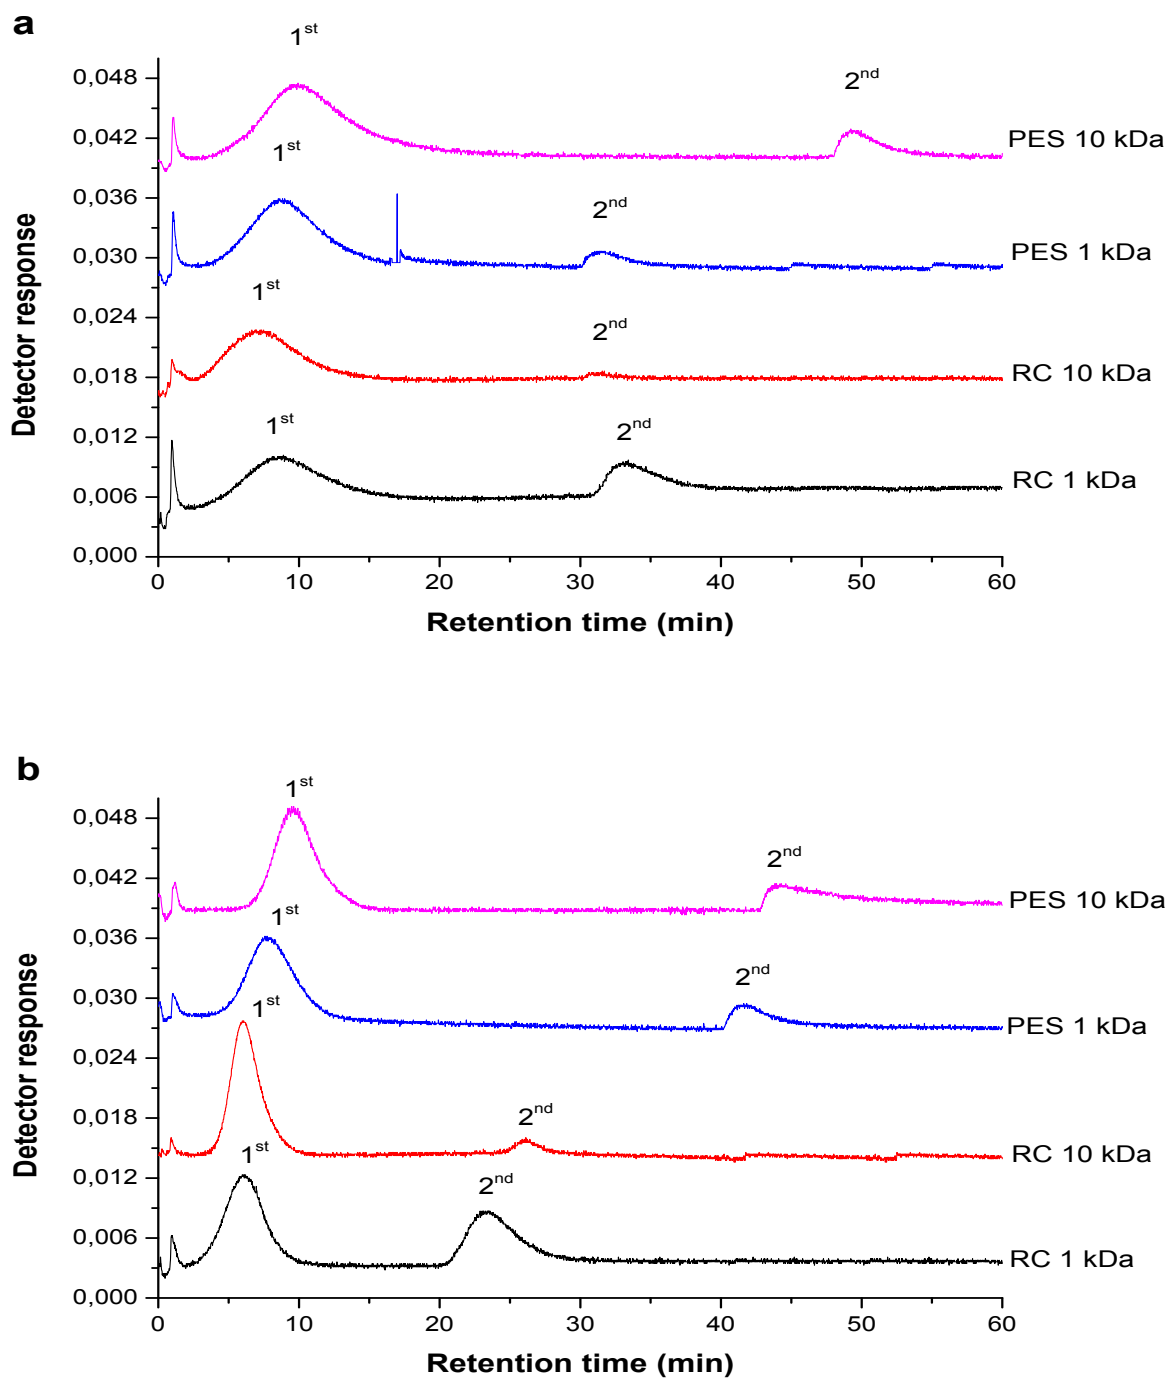 a
1st
0,048
2nd
PES 10 kDa
0,042
1st
0,036
2nd
PES 1 kDa
0,030
1st
0,024
2nd
RC 10 kDa
0,018
1st
0,012
2nd
RC 1 kDa
0,006
0,000
Detector response
0 10 20 30 40 50 60
Retention time (min)
b
1st
0,048
2nd
PES 10 kDa
0,042
1st
0,036
2nd
PES 1 kDa
0,030
1st
0,024
0,018
2nd
RC 10 kDa
1st
0,012
2nd
RC 1 kDa
0,006
0,000
Detector response
0 10 20 30 40 50 60
Retention time (min)